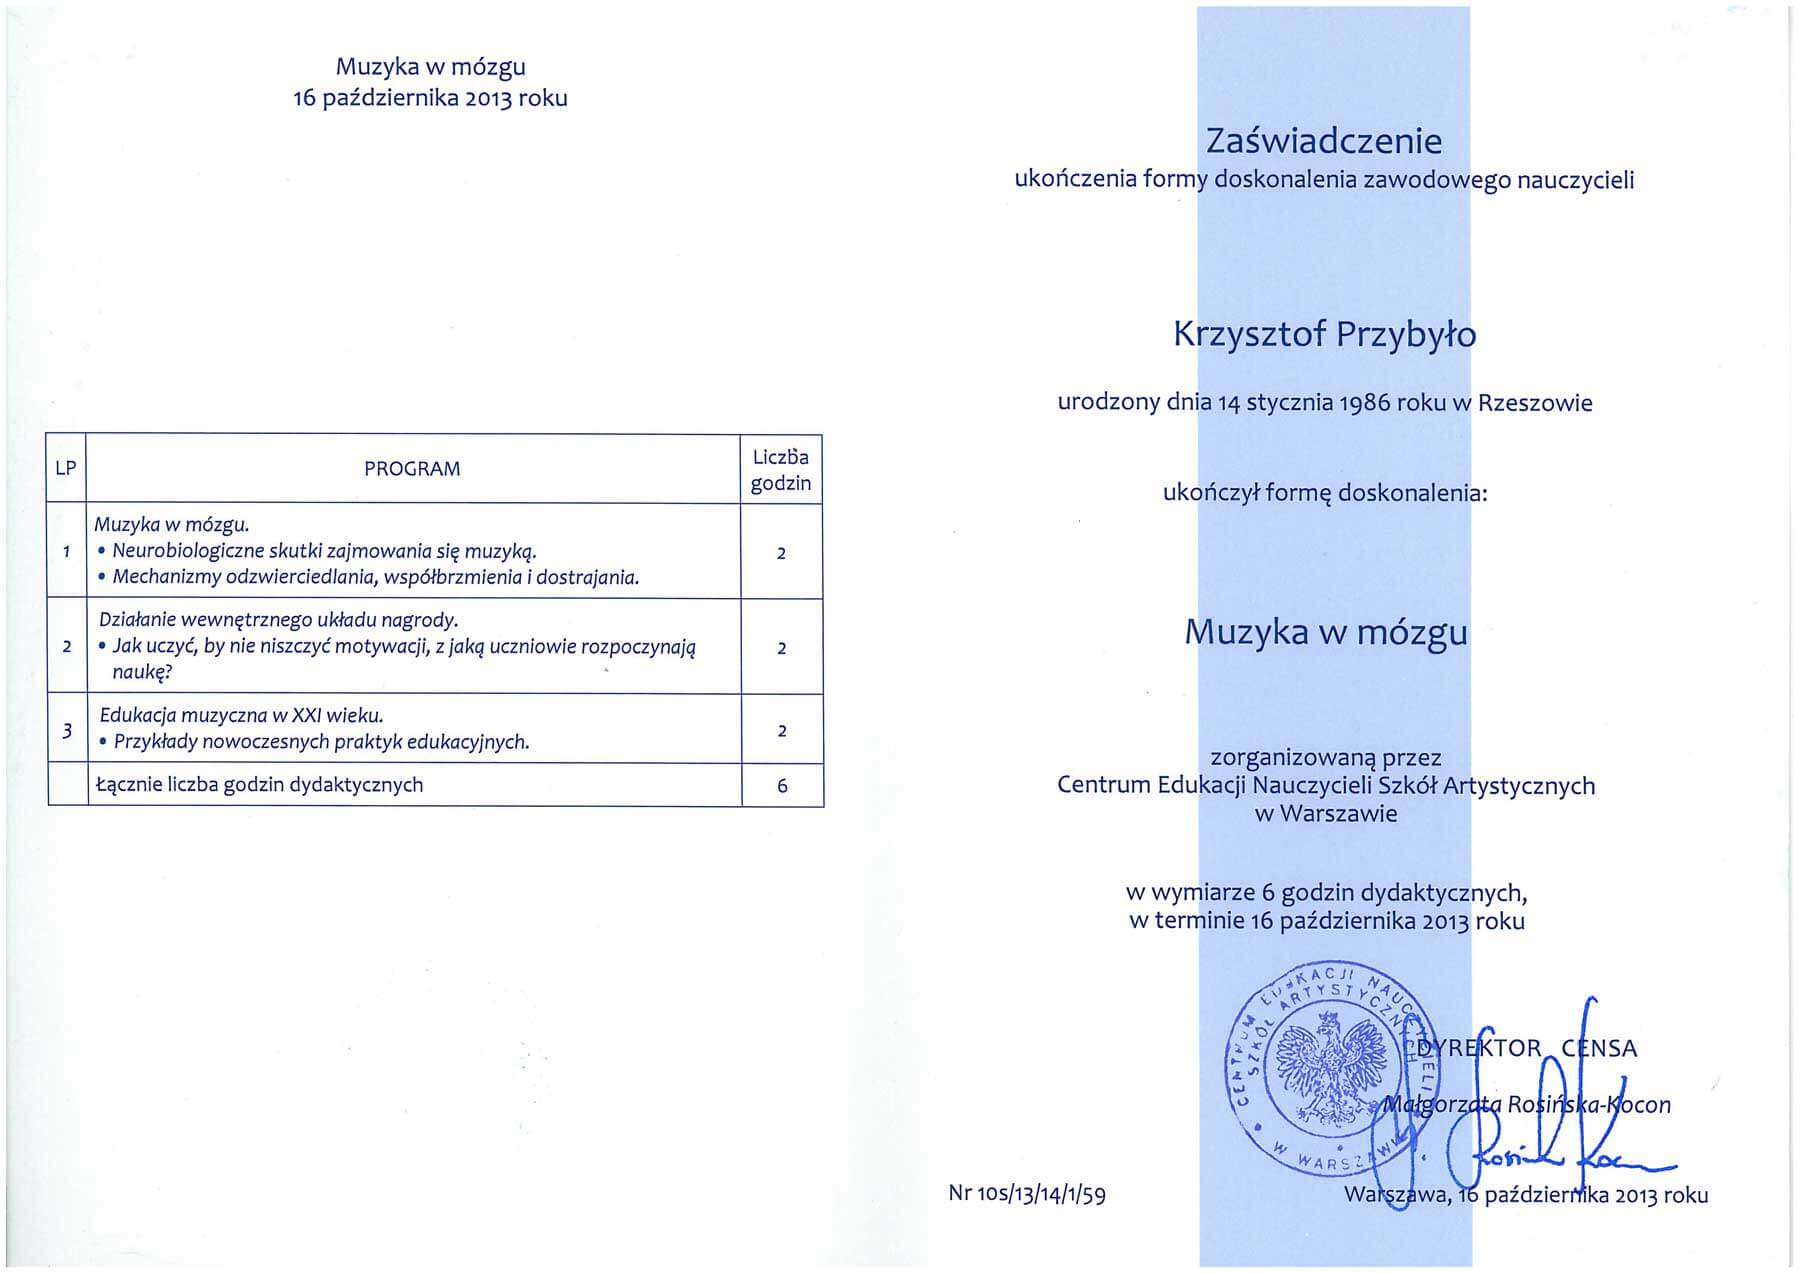 Muzyka w mózgu
16 października 2013 roku
LP
PROGRAM
Liczba
godzin
1
Muzyka w mózgu.
• Neurobiologiczne skutki zajmowania się muzyką.
• Mechanizmy odzwierciedlania, współbrzmienia i dostrajania.
2
2
Działanie wewnętrznego układu nagrody.
• Jak uczyć, by nie niszczyć motywacji, z jaką uczniowie rozpoczynają
naukę?
2
3
Edukacja muzyczna w XXI wieku.
• Przykłady nowoczesnych praktyk edukacyjnych.
2
Łącznie liczba godzin dydaktycznych
6
Zaświadczenie
ukończenia formy doskonalenia zawodowego nauczycieli
Krzysztof Przybyło
urodzony dnia 14 stycznia 1986 roku w Rzeszowie
ukończył formę doskonalenia:
Muzyka w mózgu
zorganizowaną przez
Centrum Edukacji Nauczycieli Szkół Artystycznych
w Warszawie
w wymiarze 6 godzin dydaktycznych,
w terminie 16 października 2013 roku
CENTRUM EDUKACJI NAUCZYCIELI
SZKÓŁ ARTYSTYCZNYCH
W WARSZAWIE
DYREKTOR CENSA
Małgorzata Rosińska-Kocon
Nr 10s/13/14/1/59
Warszawa, 16 października 2013 roku